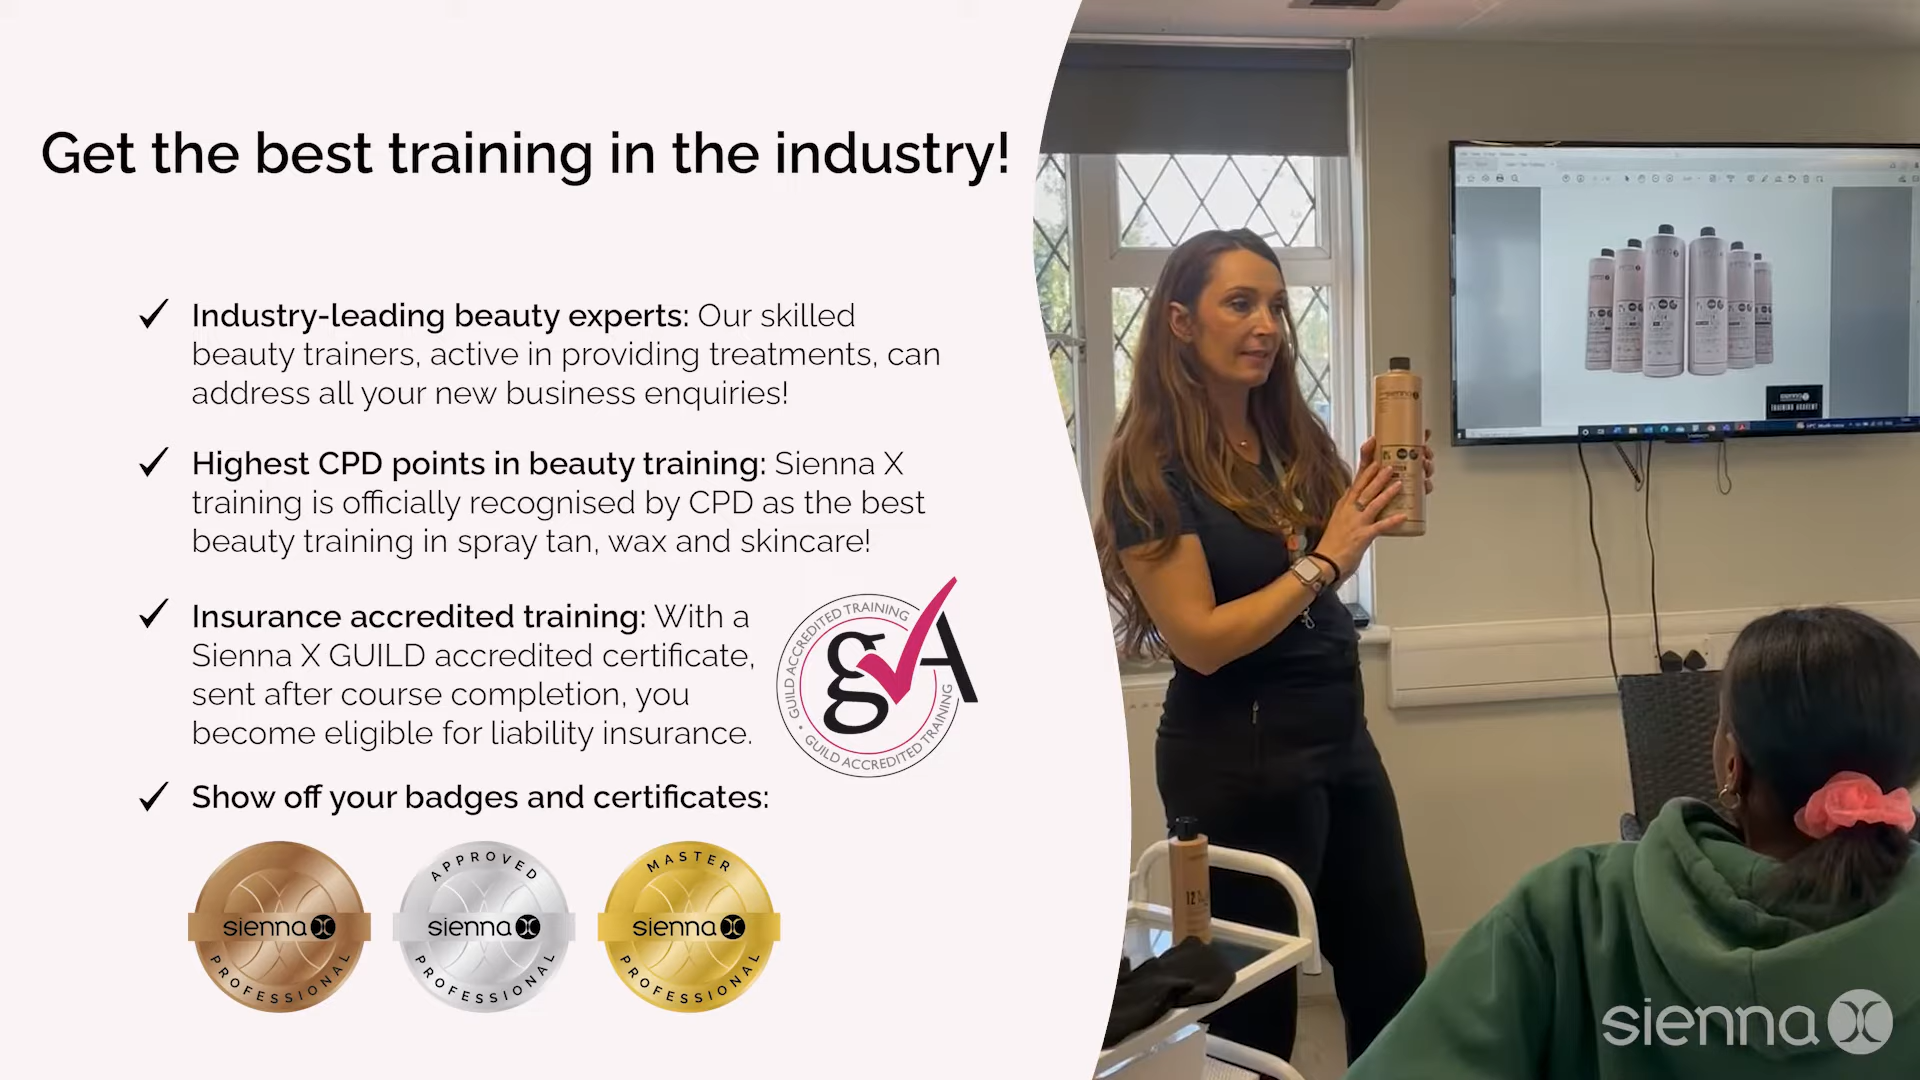 Get the best training in the industry!
Industry-leading beauty experts: Our skilled
beauty trainers, active in providing treatments, can
address all your new business enquiries!
Highest CPD points in beauty training: Sienna X
training is officially recognised by CPD as the best
beauty training in spray tan, wax and skincare!
Insurance accredited training: With a
Sienna X GUILD accredited certificate,
sent after course completion, you
become eligible for liability insurance.
GUILD ACCREDITED TRAINING • GUILD ACCREDITED TRAINING •
gA
Show off your badges and certificates:
sienna X
PROFESSIONAL
APPROVED
sienna X
PROFESSIONAL
MASTER
sienna X
PROFESSIONAL
TRAINING ACADEMY
sienna X
12
sienna X